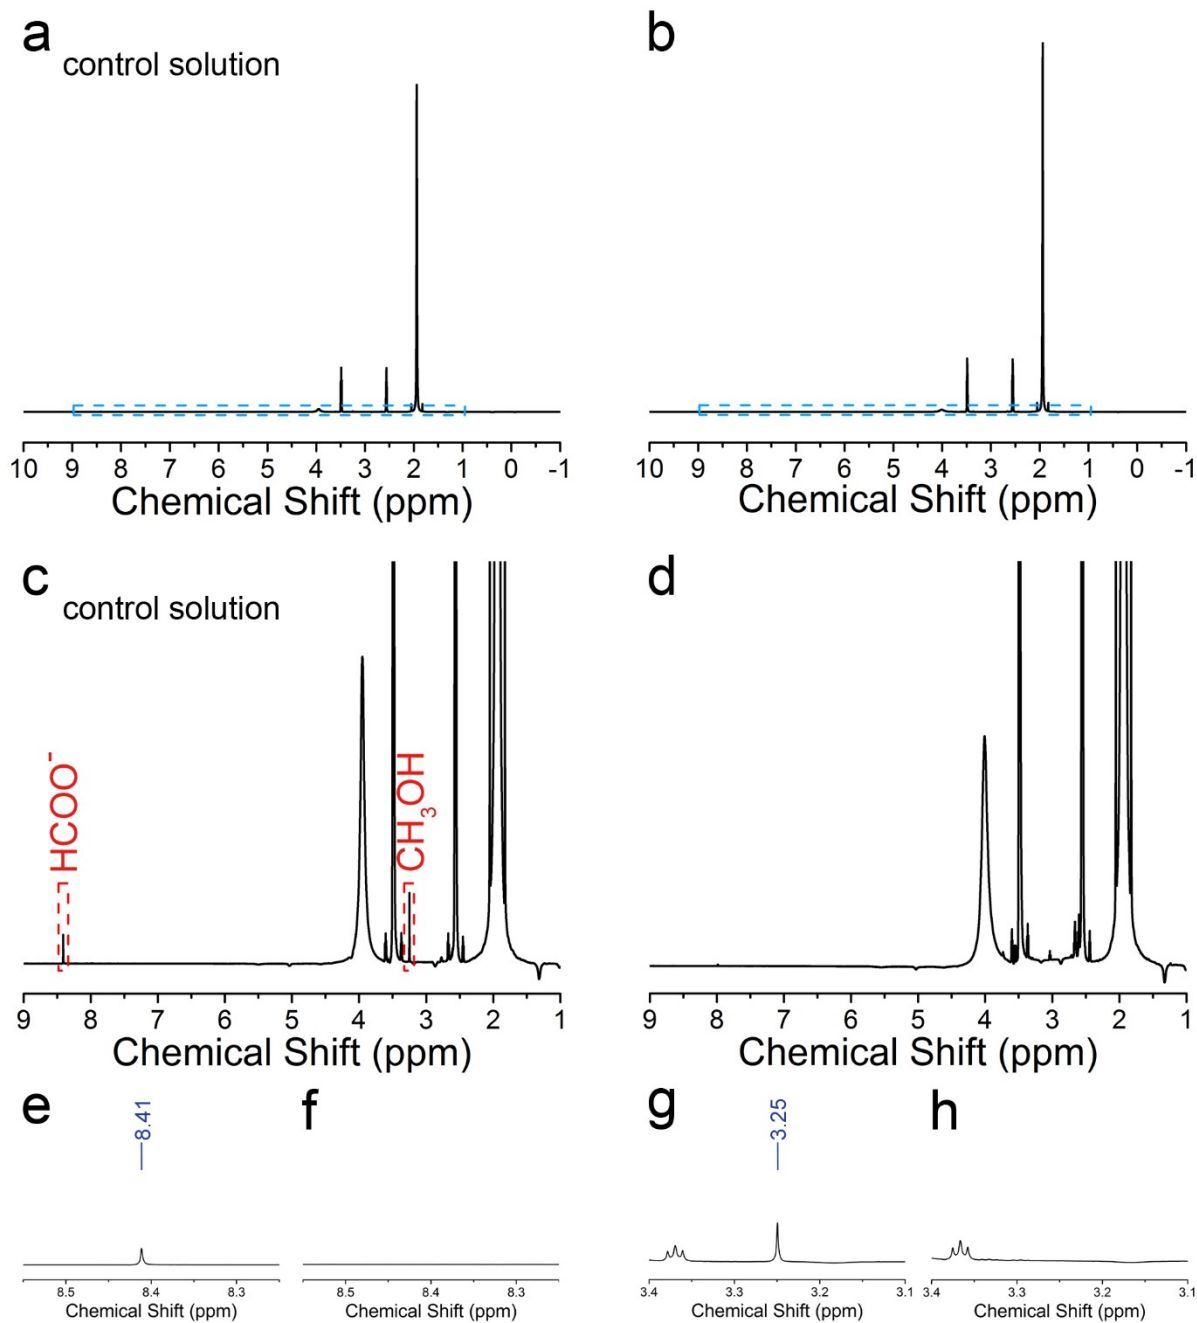 a
control solution
10 9 8 7 6 5 4 3 2 1 0 -1
Chemical Shift (ppm)
b
10 9 8 7 6 5 4 3 2 1 0 -1
Chemical Shift (ppm)
c
control solution
HCOO⁻
CH₃OH
9 8 7 6 5 4 3 2 1
Chemical Shift (ppm)
d
9 8 7 6 5 4 3 2 1
Chemical Shift (ppm)
e
8.41
8.5 8.4 8.3
Chemical Shift (ppm)
f
8.5 8.4 8.3
Chemical Shift (ppm)
g
3.25
3.4 3.3 3.2 3.1
Chemical Shift (ppm)
h
3.4 3.3 3.2 3.1
Chemical Shift (ppm)